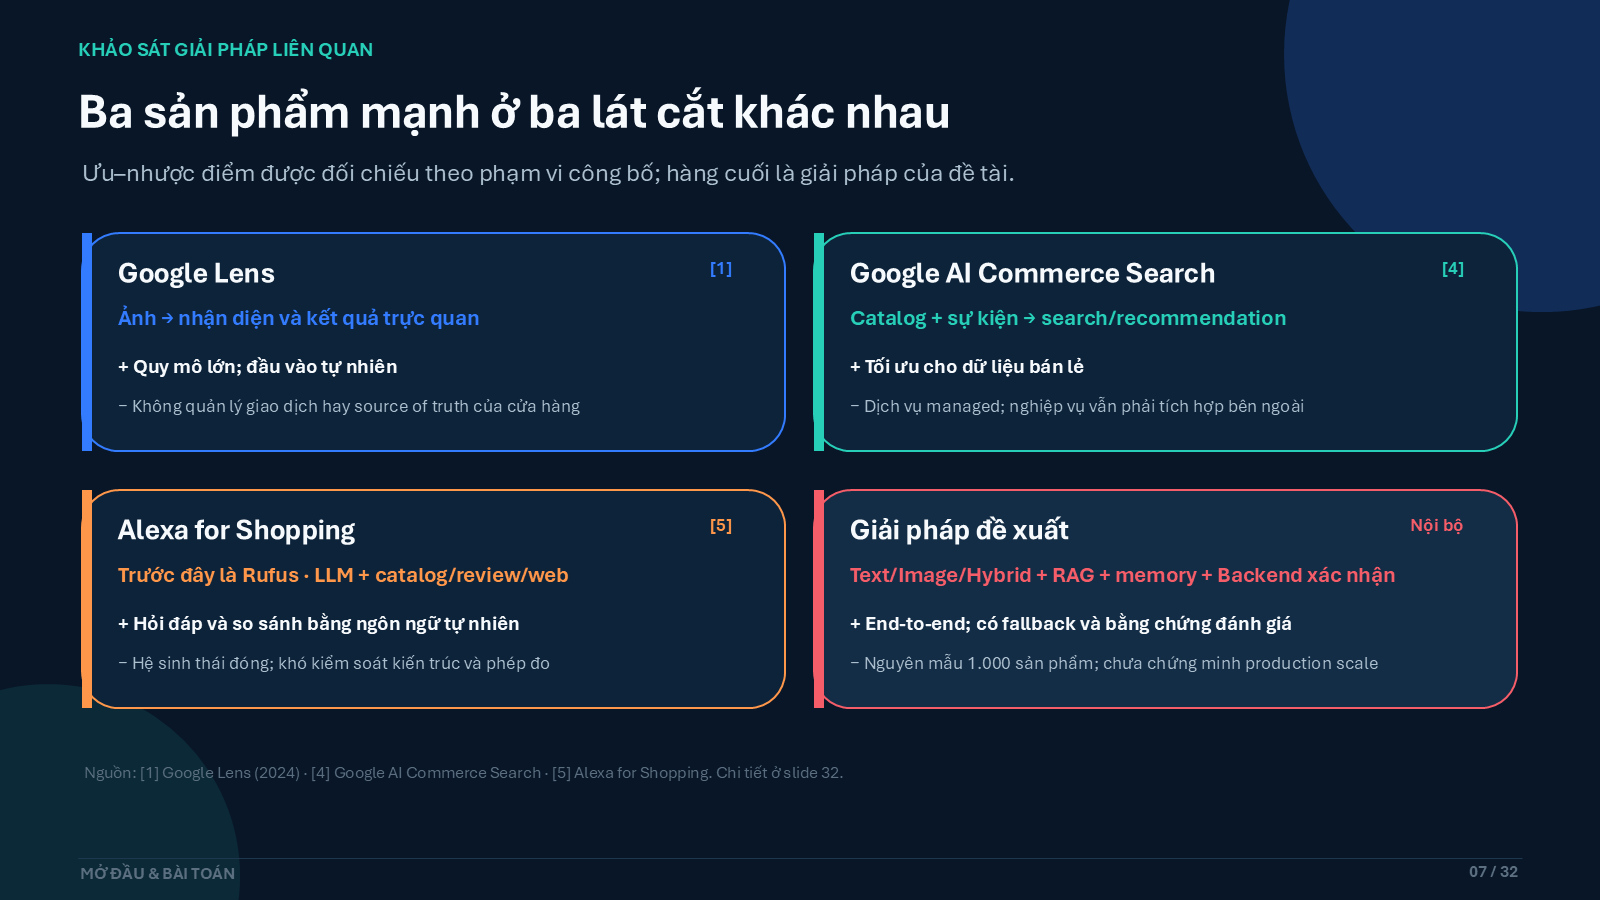 KHẢO SÁT GIẢI PHÁP LIÊN QUAN
Ba sản phẩm mạnh ở ba lát cắt khác nhau
Ưu–nhược điểm được đối chiếu theo phạm vi công bố; hàng cuối là giải pháp của đề tài.
Google Lens [1]
Ảnh → nhận diện và kết quả trực quan
+ Quy mô lớn; đầu vào tự nhiên
− Không quản lý giao dịch hay source of truth của cửa hàng
Google AI Commerce Search [4]
Catalog + sự kiện → search/recommendation
+ Tối ưu cho dữ liệu bán lẻ
− Dịch vụ managed; nghiệp vụ vẫn phải tích hợp bên ngoài
Alexa for Shopping [5]
Trước đây là Rufus · LLM + catalog/review/web
+ Hỏi đáp và so sánh bằng ngôn ngữ tự nhiên
− Hệ sinh thái đóng; khó kiểm soát kiến trúc và phép đo
Giải pháp đề xuất Nội bộ
Text/Image/Hybrid + RAG + memory + Backend xác nhận
+ End-to-end; có fallback và bằng chứng đánh giá
− Nguyên mẫu 1.000 sản phẩm; chưa chứng minh production scale
Nguồn: [1] Google Lens (2024) · [4] Google AI Commerce Search · [5] Alexa for Shopping. Chi tiết ở slide 32.
MỞ ĐẦU & BÀI TOÁN
07 / 32